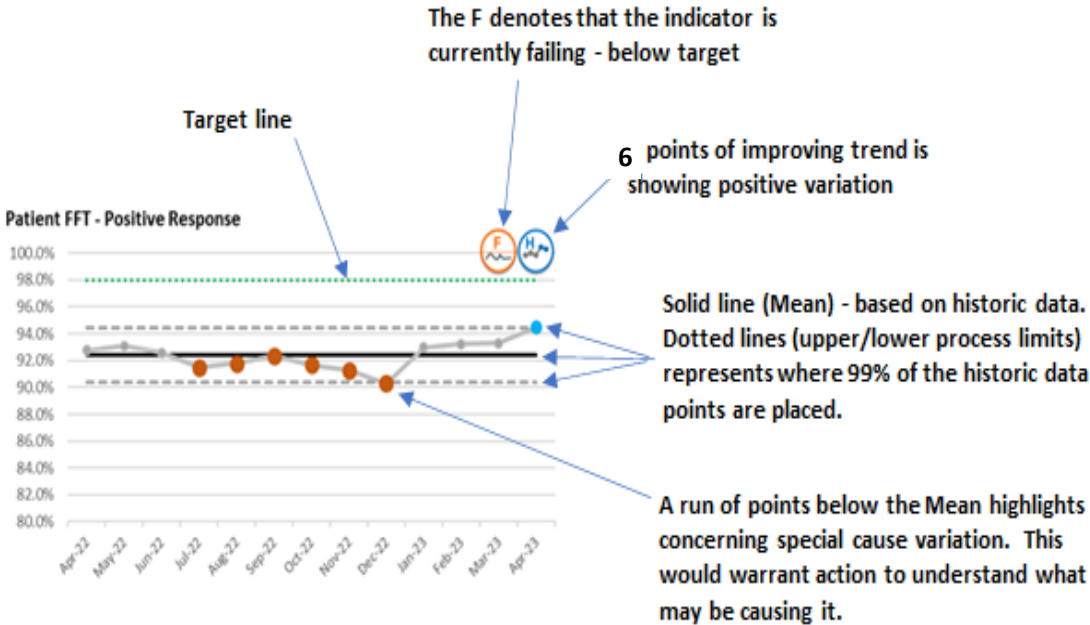 The F denotes that the indicator is
currently failing - below target
Target line
6 points of improving trend is
showing positive variation
Patient FFT - Positive Response
F
H
100.0%
98.0%
96.0%
94.0%
92.0%
90.0%
88.0%
86.0%
84.0%
82.0%
80.0%
Apr-22
May-22
Jun-22
Jul-22
Aug-22
Sep-22
Oct-22
Nov-22
Dec-22
Jan-23
Feb-23
Mar-23
Apr-23
Solid line (Mean) - based on historic data.
Dotted lines (upper/lower process limits)
represents where 99% of the historic data
points are placed.
A run of points below the Mean highlights
concerning special cause variation. This
would warrant action to understand what
may be causing it.